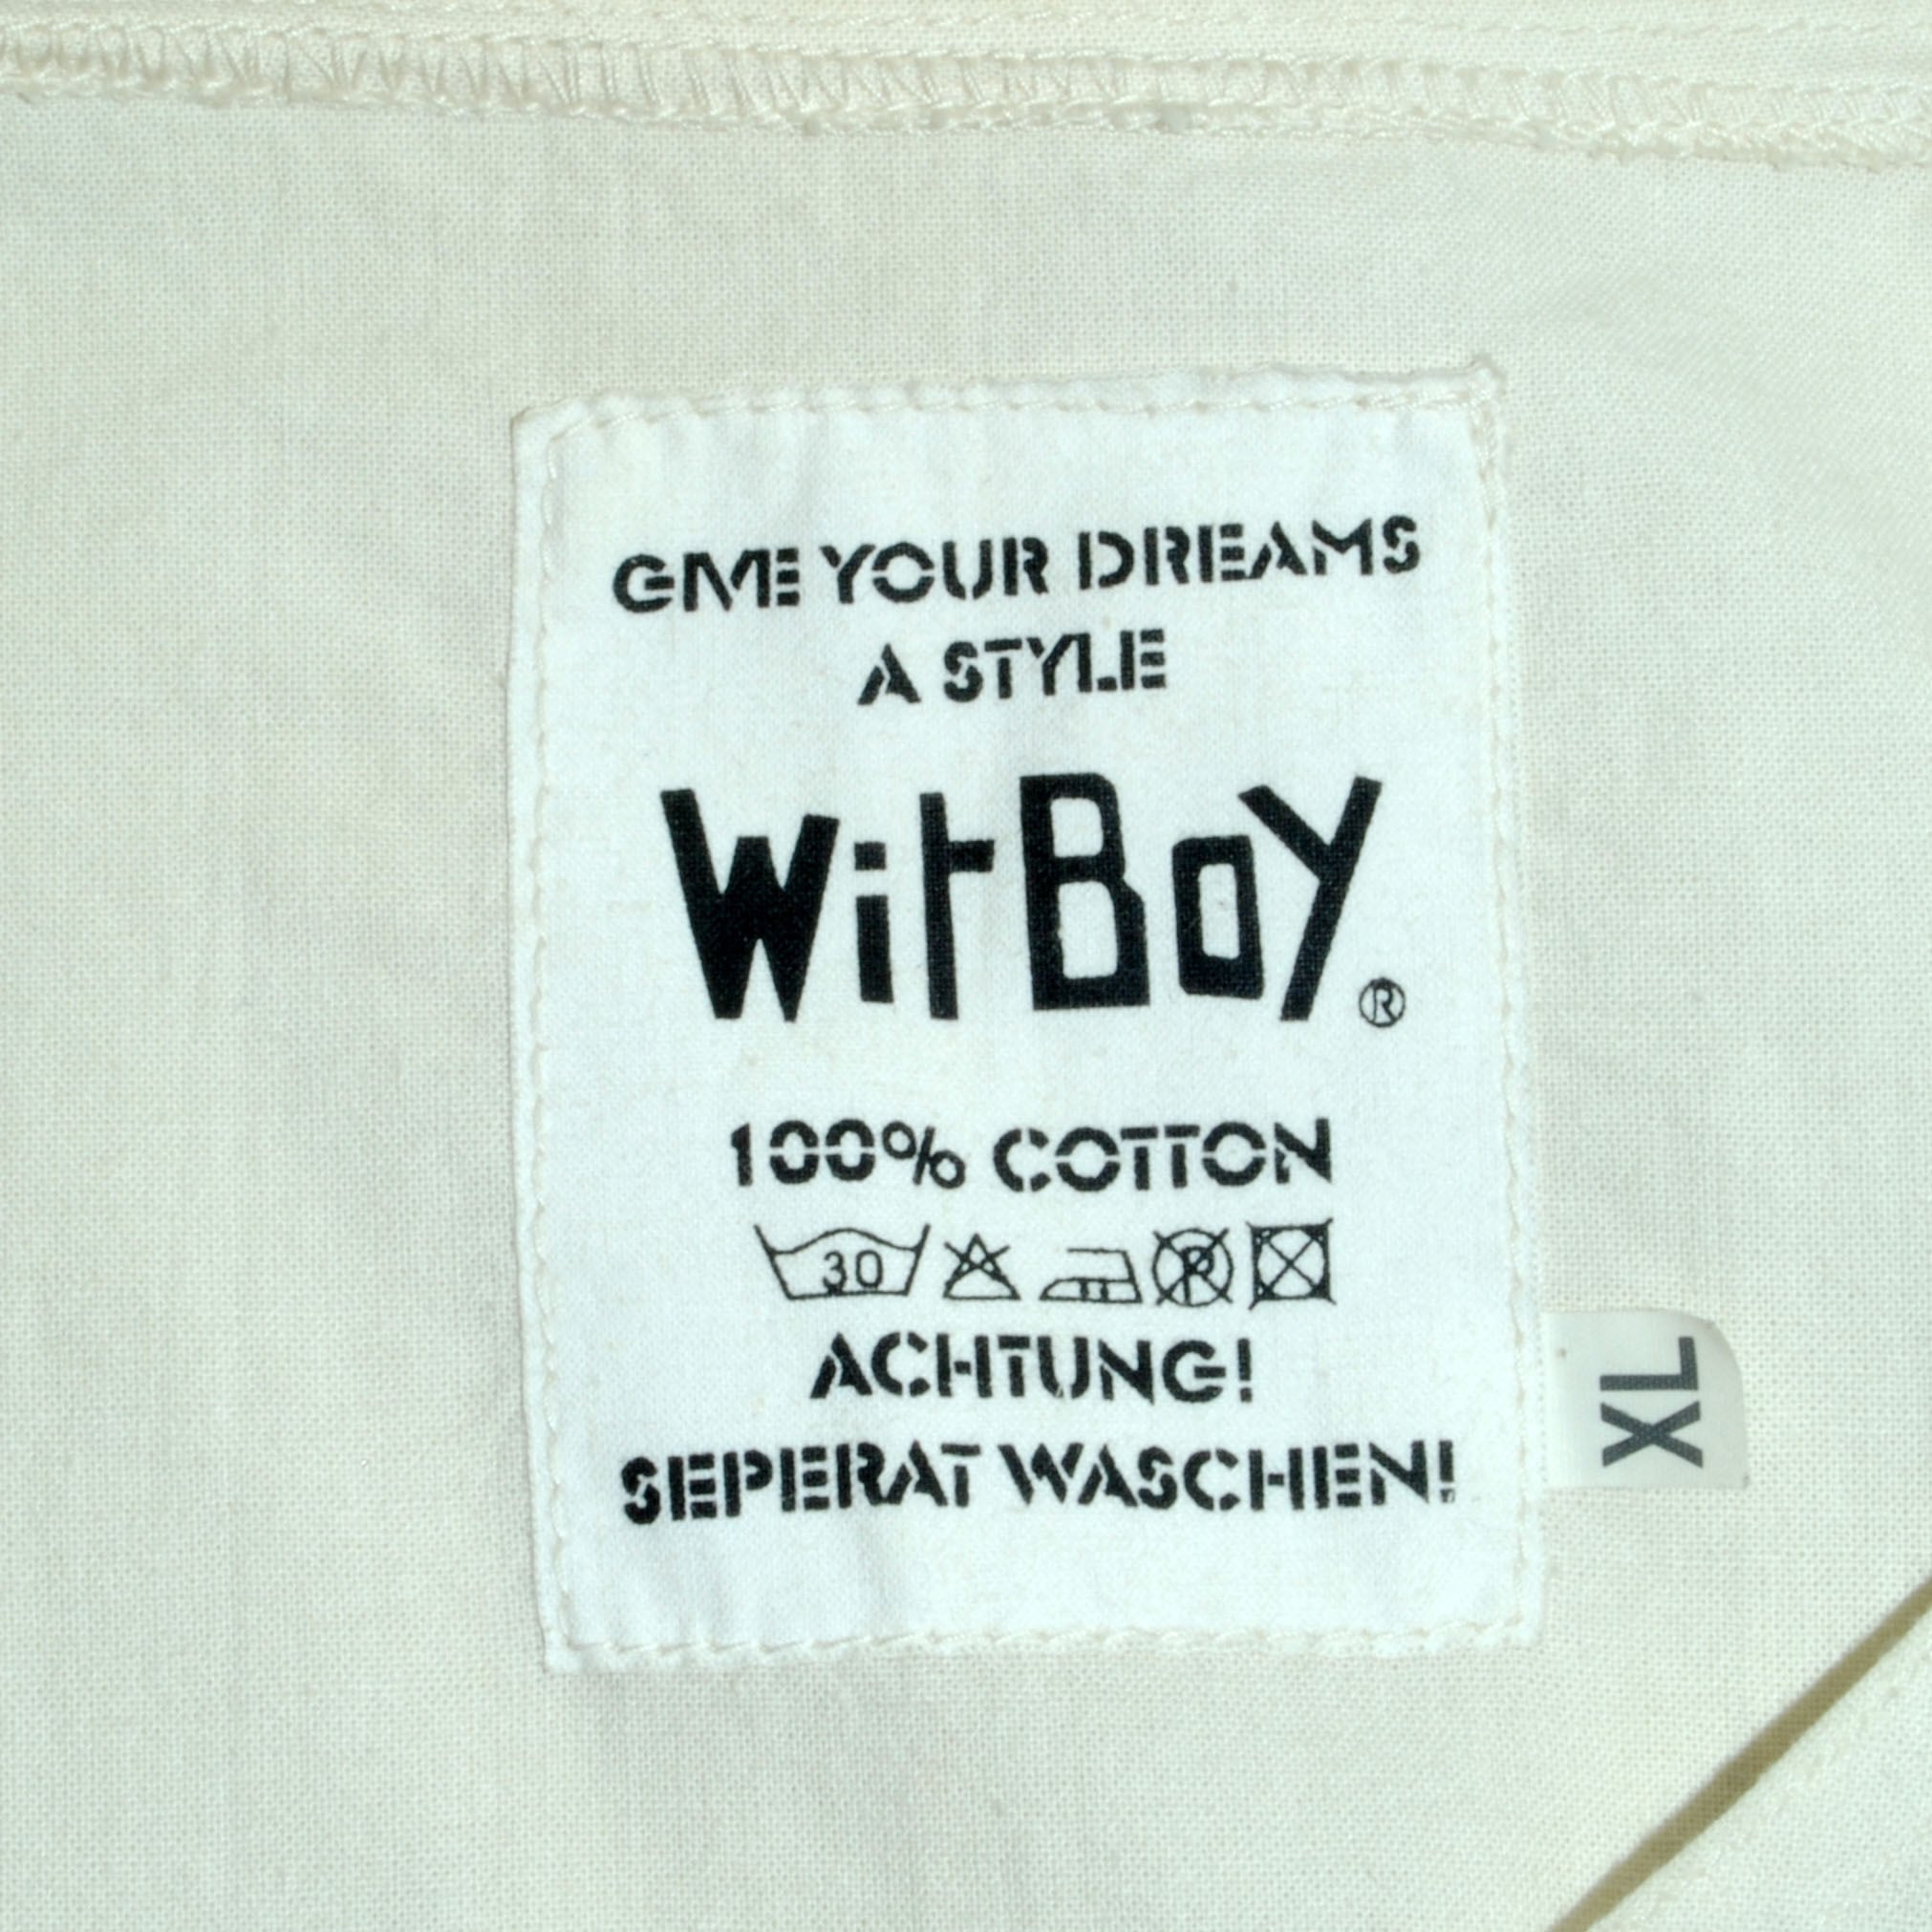 GIVE YOUR DREAMS
A STYLE
WitBoy®
100% COTTON
30 P
ACHTUNG!
SEPERAT WASCHEN!
XL